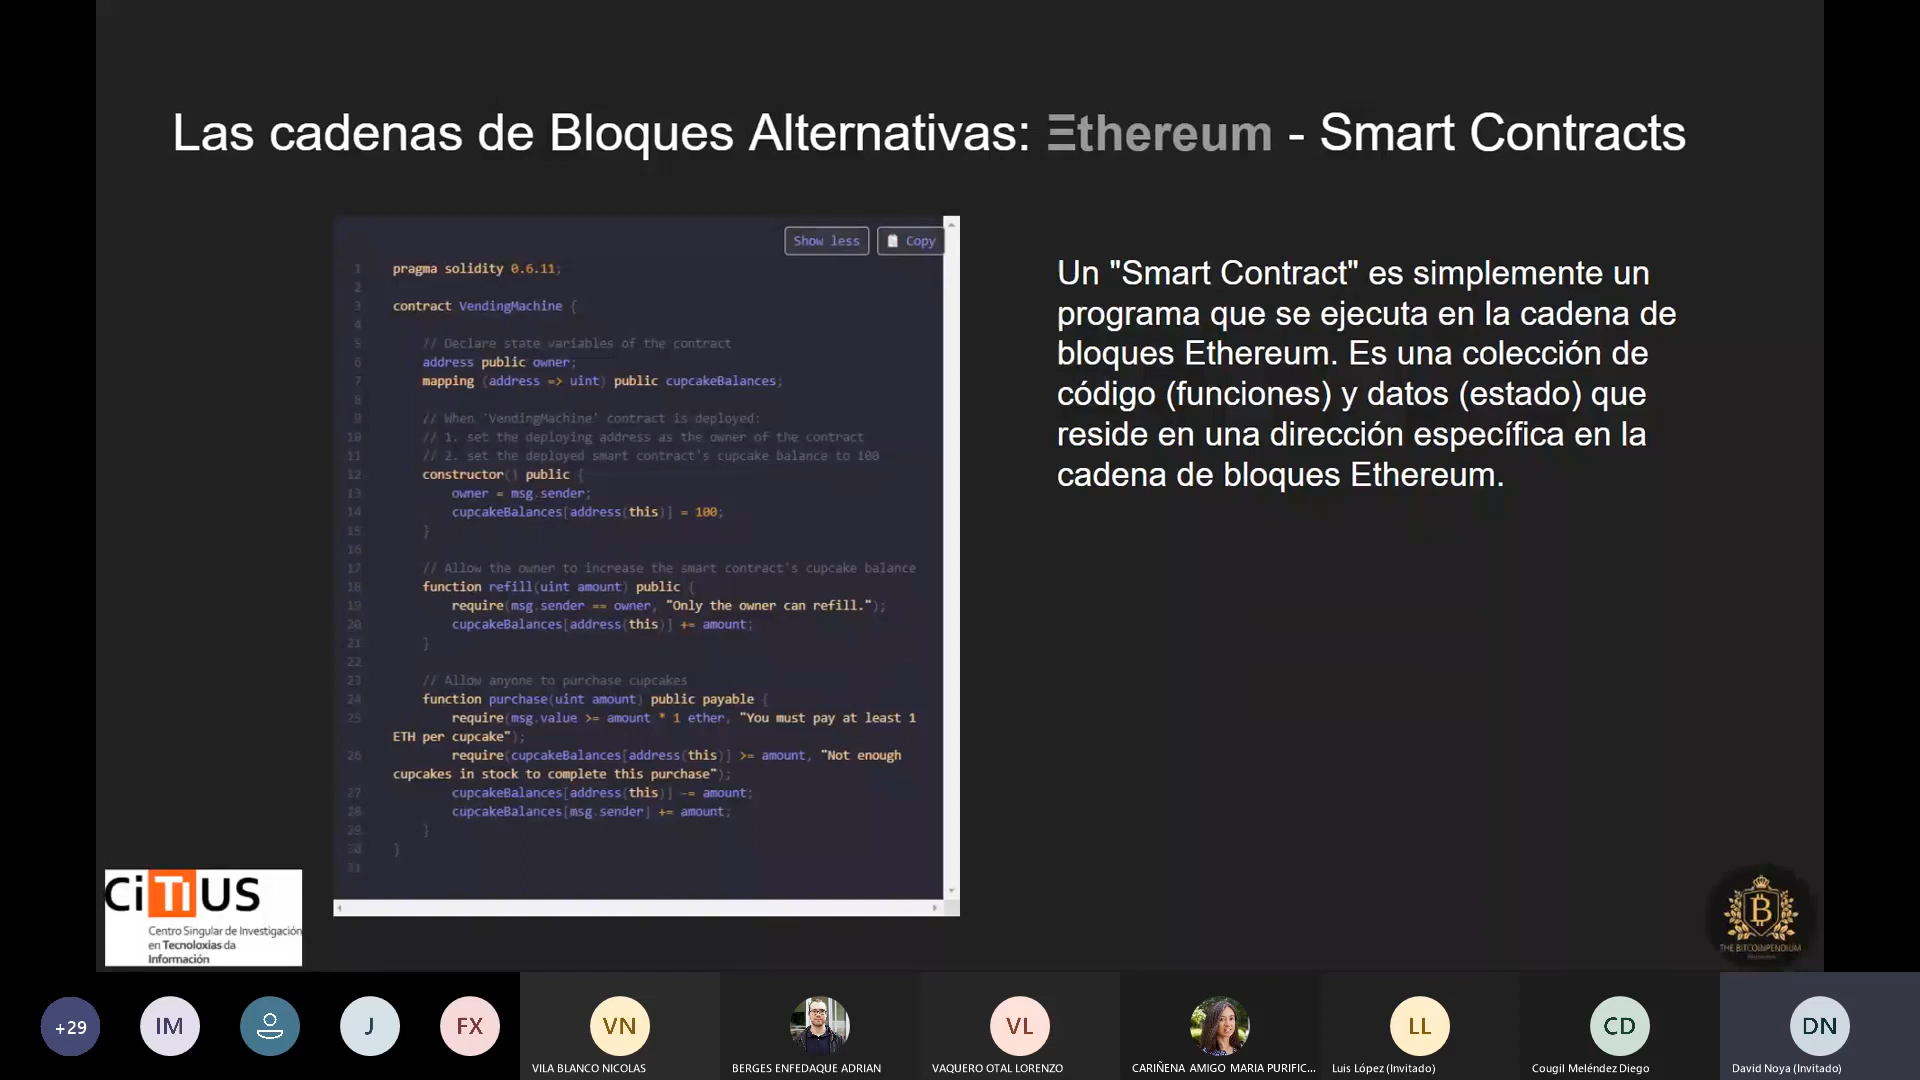 Las cadenas de Bloques Alternativas: Ξthereum - Smart Contracts
Show less
Copy
1 pragma solidity 0.6.11;
2
3 contract VendingMachine {
4
5 // Declare state variables of the contract
6 address public owner;
7 mapping (address => uint) public cupcakeBalances;
8
9 // When 'VendingMachine' contract is deployed:
10 // 1. set the deploying address as the owner of the contract
11 // 2. set the deployed smart contract's cupcake balance to 100
12 constructor() public {
13 owner = msg.sender;
14 cupcakeBalances[address(this)] = 100;
15 }
16
17 // Allow the owner to increase the smart contract's cupcake balance
18 function refill(uint amount) public {
19 require(msg.sender == owner, "Only the owner can refill.");
20 cupcakeBalances[address(this)] += amount;
21 }
22
23 // Allow anyone to purchase cupcakes
24 function purchase(uint amount) public payable {
25 require(msg.value >= amount * 1 ether, "You must pay at least 1
ETH per cupcake");
26 require(cupcakeBalances[address(this)] >= amount, "Not enough
cupcakes in stock to complete this purchase");
27 cupcakeBalances[address(this)] -= amount;
28 cupcakeBalances[msg.sender] += amount;
29 }
30 }
31
Un "Smart Contract" es simplemente un
programa que se ejecuta en la cadena de
bloques Ethereum. Es una colección de
código (funciones) y datos (estado) que
reside en una dirección específica en la
cadena de bloques Ethereum.
CiTIUS
Centro Singular de Investigación
en Tecnoloxías da
Información
B
THE BITCOINPENDIUM
+29
IM
J
FX
VN
VILA BLANCO NICOLAS
BERGES ENFEDAQUE ADRIAN
VL
VAQUERO OTAL LORENZO
CARIÑENA AMIGO MARIA PURIFIC...
LL
Luis López (Invitado)
CD
Cougil Meléndez Diego
DN
David Noya (Invitado)